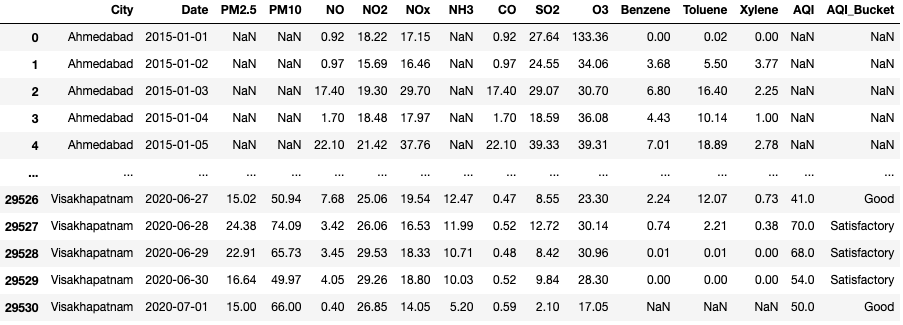 City Date PM2.5 PM10 NO NO2 NOx NH3 CO SO2 O3 Benzene Toluene Xylene AQI AQI_Bucket
0 Ahmedabad 2015-01-01 NaN NaN 0.92 18.22 17.15 NaN 0.92 27.64 133.36 0.00 0.02 0.00 NaN NaN
1 Ahmedabad 2015-01-02 NaN NaN 0.97 15.69 16.46 NaN 0.97 24.55 34.06 3.68 5.50 3.77 NaN NaN
2 Ahmedabad 2015-01-03 NaN NaN 17.40 19.30 29.70 NaN 17.40 29.07 30.70 6.80 16.40 2.25 NaN NaN
3 Ahmedabad 2015-01-04 NaN NaN 1.70 18.48 17.97 NaN 1.70 18.59 36.08 4.43 10.14 1.00 NaN NaN
4 Ahmedabad 2015-01-05 NaN NaN 22.10 21.42 37.76 NaN 22.10 39.33 39.31 7.01 18.89 2.78 NaN NaN
... ... ... ... ... ... ... ... ... ... ... ... ... ... ... ... ...
29526 Visakhapatnam 2020-06-27 15.02 50.94 7.68 25.06 19.54 12.47 0.47 8.55 23.30 2.24 12.07 0.73 41.0 Good
29527 Visakhapatnam 2020-06-28 24.38 74.09 3.42 26.06 16.53 11.99 0.52 12.72 30.14 0.74 2.21 0.38 70.0 Satisfactory
29528 Visakhapatnam 2020-06-29 22.91 65.73 3.45 29.53 18.33 10.71 0.48 8.42 30.96 0.01 0.01 0.00 68.0 Satisfactory
29529 Visakhapatnam 2020-06-30 16.64 49.97 4.05 29.26 18.80 10.03 0.52 9.84 28.30 0.00 0.00 0.00 54.0 Satisfactory
29530 Visakhapatnam 2020-07-01 15.00 66.00 0.40 26.85 14.05 5.20 0.59 2.10 17.05 NaN NaN NaN 50.0 Good